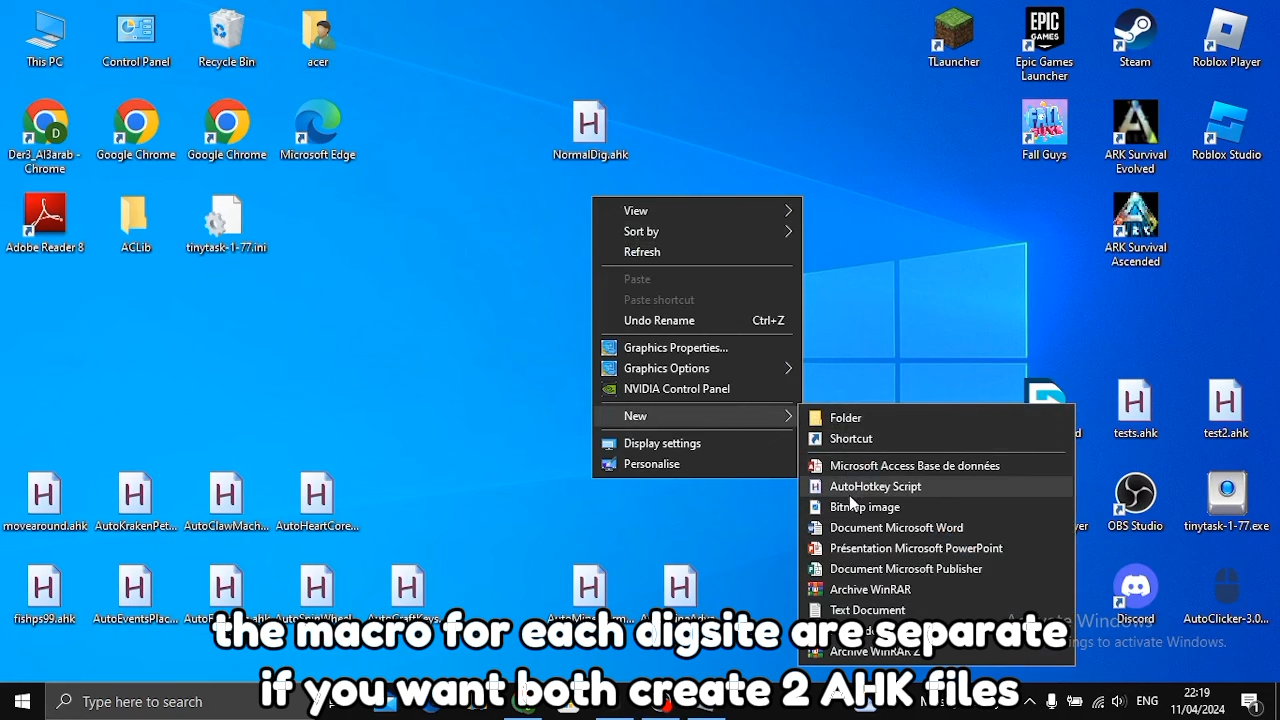 This PC
Control Panel
Recycle Bin
acer
TLauncher
Epic Games
Launcher
Steam
Roblox Player
Der3_Al3arab -
Chrome
Google Chrome
Google Chrome
Microsoft Edge
NormalDig.ahk
Fall Guys
ARK Survival
Evolved
Roblox Studio
Adobe Reader 8
ACLib
tinytask-1-77.ini
ARK Survival
Ascended
View
Sort by
Refresh
Paste
Paste shortcut
Undo Rename Ctrl+Z
Graphics Properties...
Graphics Options
NVIDIA Control Panel
New
Display settings
Personalise
Folder
Shortcut
Microsoft Access Base de données
AutoHotkey Script
Bitmap image
Document Microsoft Word
Présentation Microsoft PowerPoint
Document Microsoft Publisher
Archive WinRAR
Text Document
Archive WinRAR
tests.ahk
test2.ahk
movearound.ahk
AutoKrakenPet...
AutoClawMach...
AutoHeartCore...
OBS Studio
tinytask-1-77.exe
fishps99.ahk
AutoEventsPlac...
Discord
AutoClicker-3.0...
the macro for each digsite are separate
if you want both create 2 AHK files
Type here to search
ENG
22:19
11/04/2024